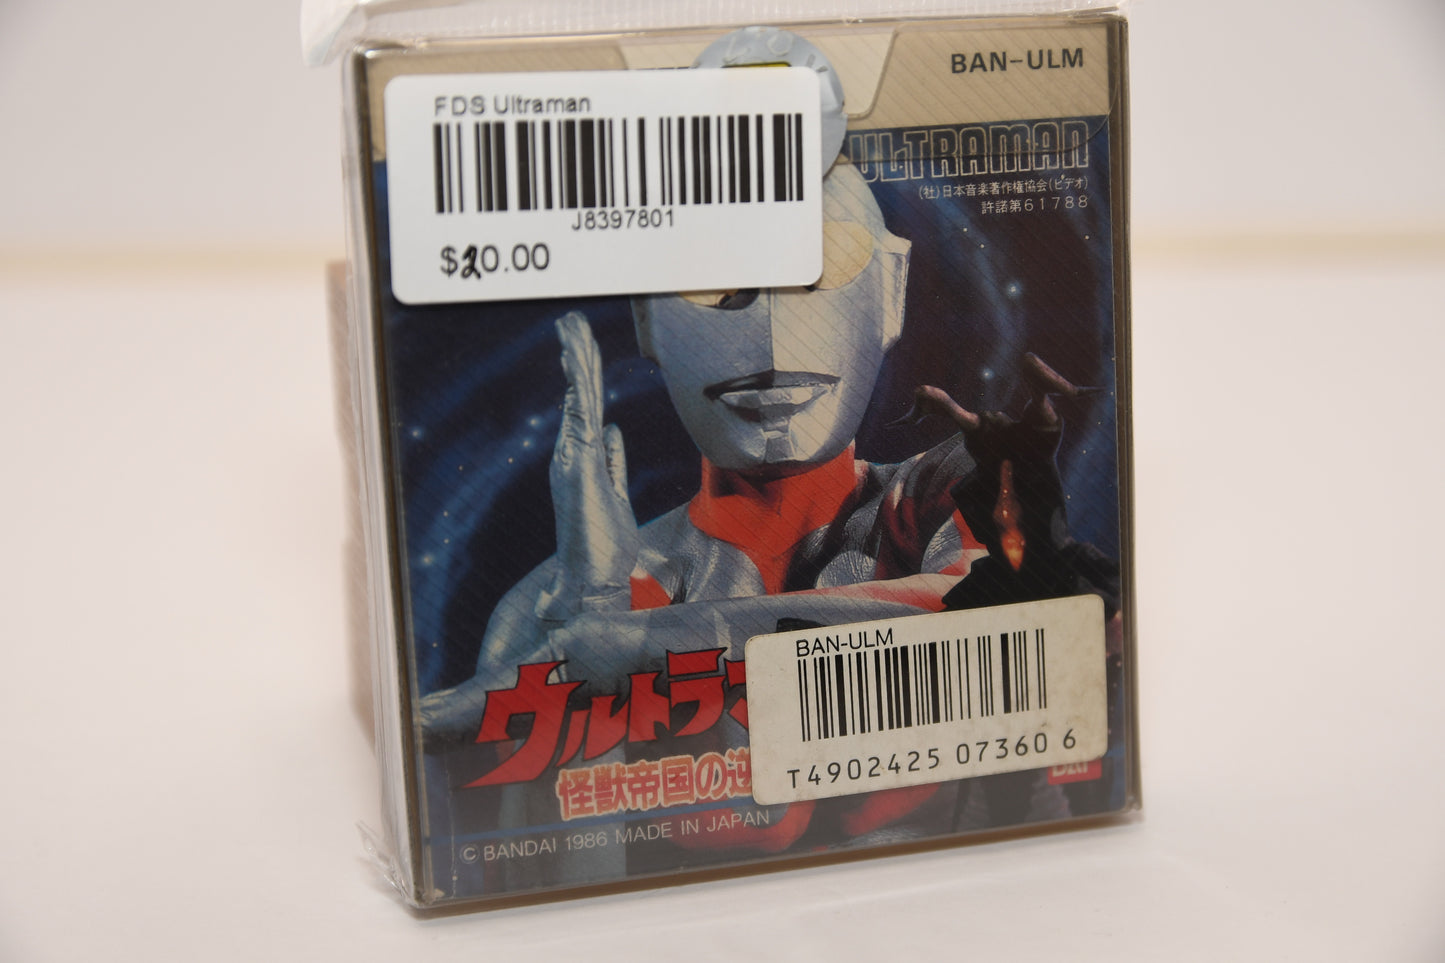 FDS Ultraman
J8397801
$20.00
BAN-ULM
ULTRAMAN
(社)日本音楽著作権協会(ビデオ)
許諾第61788
ウルトラマ
怪獣帝国の逆
BAN-ULM
T4902425 07360 6
© BANDAI 1986 MADE IN JAPAN